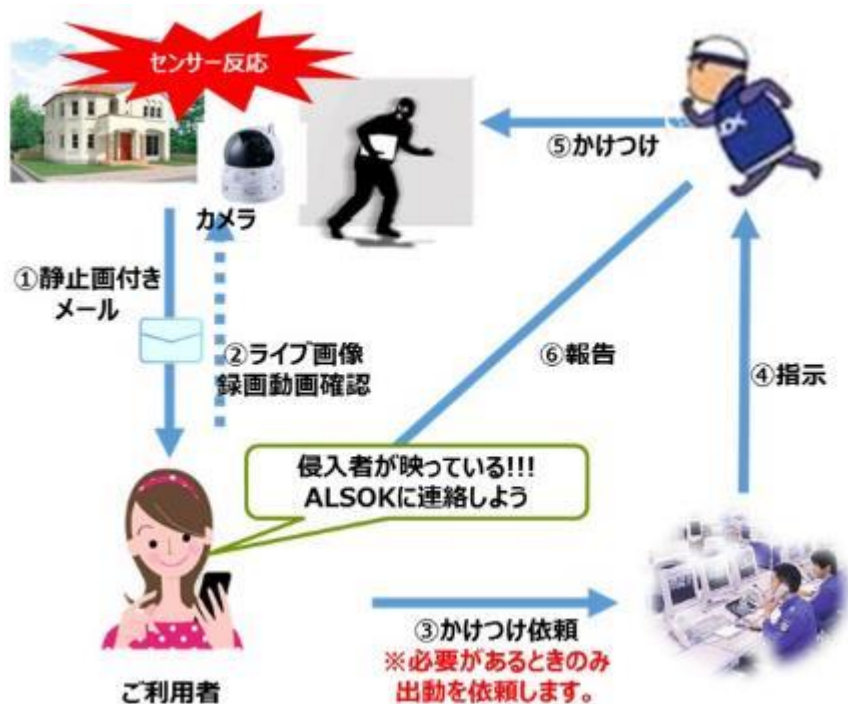 センサー反応
カメラ
⑤かけつけ
①静止画付き
メール
②ライブ画像
録画動画確認
⑥報告
④指示
侵入者が映っている!!!
ALSOKに連絡しよう
③かけつけ依頼
※必要があるときのみ
出動を依頼します。
ご利用者